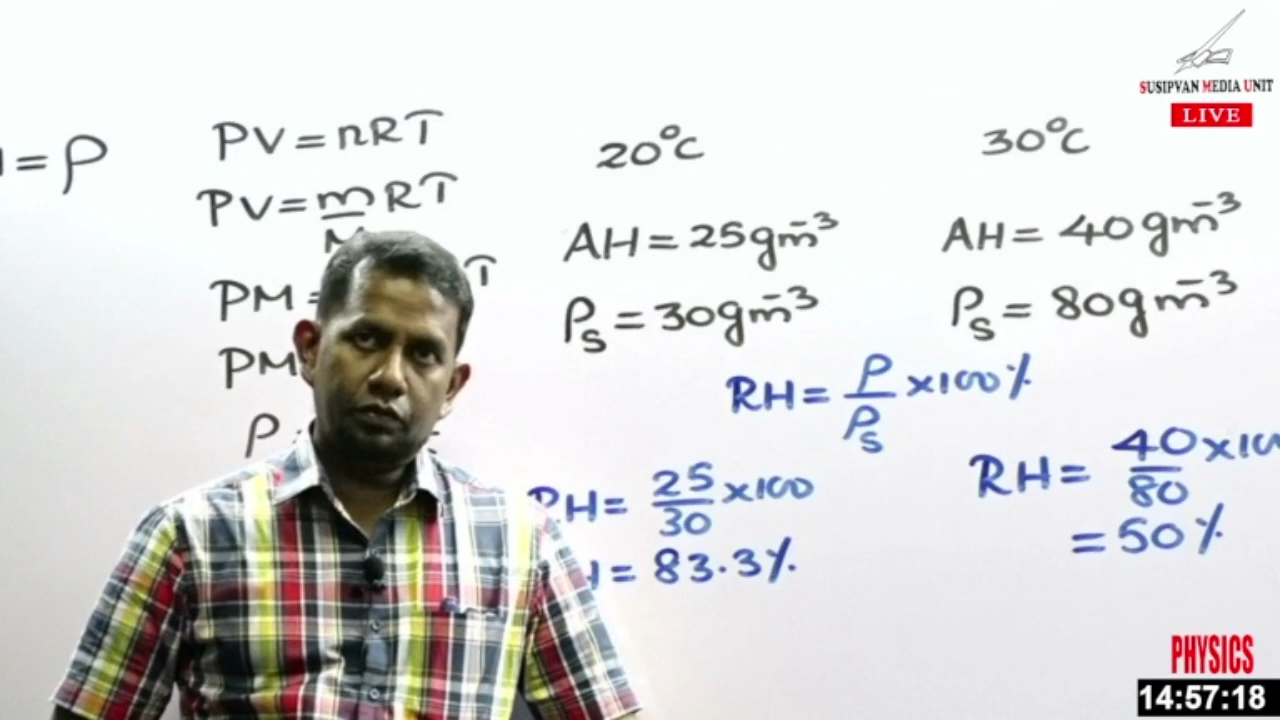 SUSIPVAN MEDIA UNIT
LIVE
= ρ
PV = nRT
PV = m/M RT
PM =
PM
ρ
20°C
AH = 25gm⁻³
ρs = 30gm⁻³
30°C
AH = 40gm⁻³
ρs = 80gm⁻³
RH = ρ/ρs ×100%
RH = 25/30 ×100
= 83.3%
RH = 40/80 ×100
= 50%
PHYSICS
14:57:18